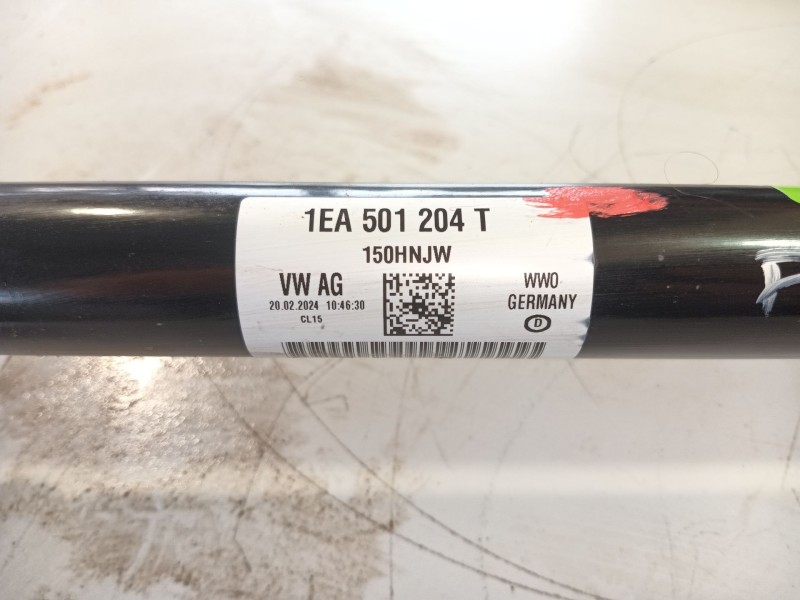 1EA 501 204 T
150HNJW
VW AG
20.02.2024 10:46:30
CL15
WWO
GERMANY
D